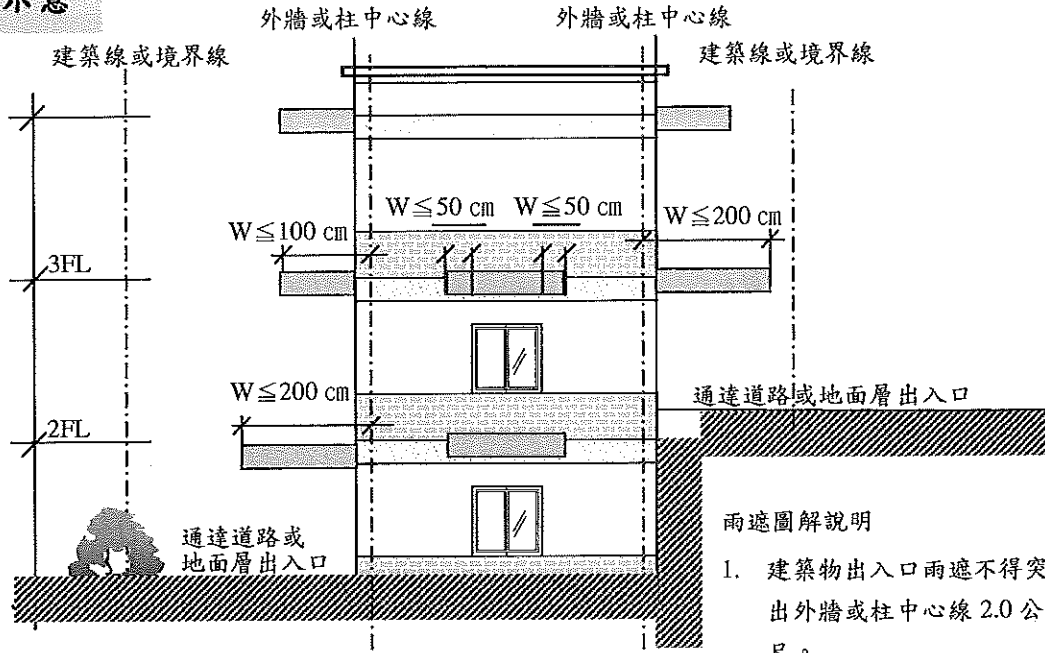 示意
外牆或柱中心線
外牆或柱中心線
建築線或境界線
建築線或境界線
W≦50 cm
W≦50 cm
W≦100 cm
W≦200 cm
3FL
W≦200 cm
通達道路或地面層出入口
2FL
通達道路或
地面層出入口
雨遮圖解說明
1. 建築物出入口雨遮不得突
出外牆或柱中心線 2.0 公
尺。